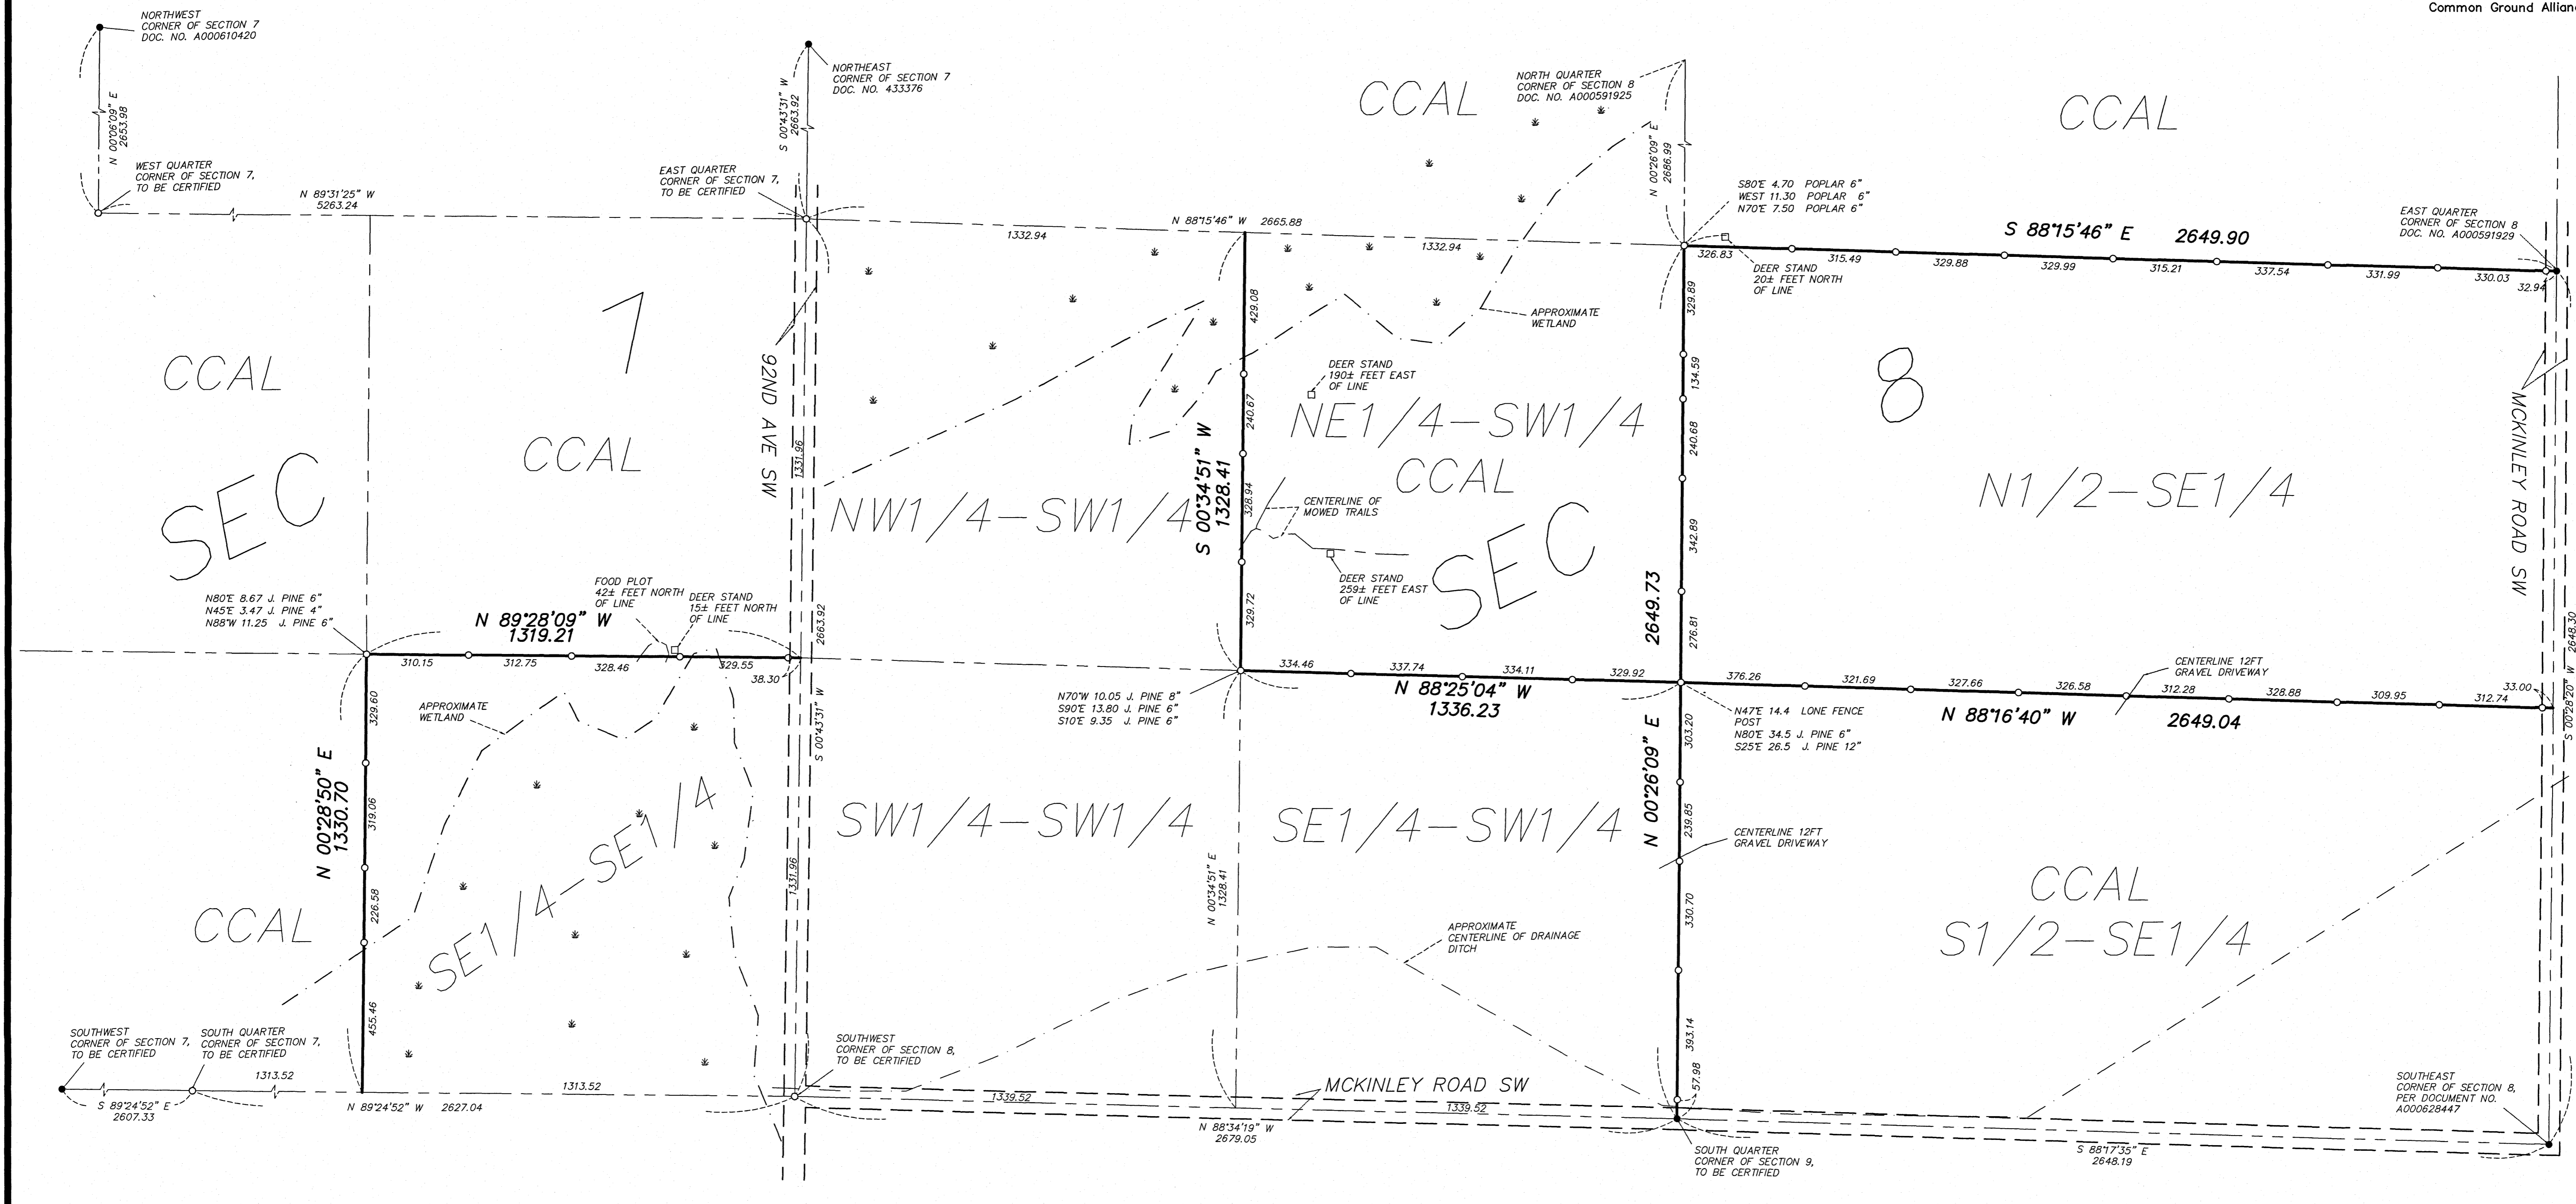 Common Ground Allian
NORTHWEST
CORNER OF SECTION 7
DOC. NO. A000610420
N 00°06'09" E
2653.98
WEST QUARTER
CORNER OF SECTION 7,
TO BE CERTIFIED
N 89°31'25" W
5263.24
NORTHEAST
CORNER OF SECTION 7
DOC. NO. 433376
S 00°43'31" W
2663.92
EAST QUARTER
CORNER OF SECTION 7,
TO BE CERTIFIED
1332.94
N 88°15'46" W 2665.88
1332.94
CCAL
NORTH QUARTER
CORNER OF SECTION 8
DOC. NO. A000591925
N 00°26'09" E
2686.99
S80°E 4.70 POPLAR 6"
WEST 11.30 POPLAR 6"
N70°E 7.50 POPLAR 6"
CCAL
S 88°15'46" E 2649.90
EAST QUARTER
CORNER OF SECTION 8
DOC. NO. A000591929
326.83
315.49
329.88
329.99
315.21
337.54
331.99
330.03
32.94
DEER STAND
20± FEET NORTH
OF LINE
APPROXIMATE
WETLAND
7
CCAL
CCAL
SEC
92ND AVE SW
1331.96
NW1/4-SW1/4
429.08
240.67
328.94
329.72
S 00°34'51" W
1328.41
DEER STAND
190± FEET EAST
OF LINE
NE1/4-SW1/4
CCAL
SEC
CENTERLINE OF
MOWED TRAILS
DEER STAND
259± FEET EAST
OF LINE
329.89
134.59
240.68
342.89
276.81
2649.73
8
N1/2-SE1/4
MCKINLEY ROAD SW
S 00°28'20" W 2648.30
N80°E 8.67 J. PINE 6"
N45°E 3.47 J. PINE 4"
N88°W 11.25 J. PINE 6"
N 89°28'09" W
1319.21
FOOD PLOT
42± FEET NORTH
OF LINE
DEER STAND
15± FEET NORTH
OF LINE
310.15
312.75
328.46
329.55
38.30
2663.92
S 00°43'31" W
N70°W 10.05 J. PINE 8"
S90°E 13.80 J. PINE 6"
S10°E 9.35 J. PINE 6"
334.46
337.74
334.11
329.92
N 88°25'04" W
1336.23
376.26
321.69
327.66
326.58
312.28
328.88
309.95
312.74
33.00
CENTERLINE 12FT
GRAVEL DRIVEWAY
N 88°16'40" W 2649.04
N47°E 14.4 LONE FENCE
POST
N80°E 34.5 J. PINE 6"
S25°E 26.5 J. PINE 12"
329.60
319.06
226.58
455.46
N 00°28'50" E
1330.70
APPROXIMATE
WETLAND
CCAL
SE1/4-SE1/4
1331.96
SW1/4-SW1/4
N 00°34'51" E
1328.41
SE1/4-SW1/4
N 00°26'09" E
303.20
239.85
330.70
393.14
57.98
CENTERLINE 12FT
GRAVEL DRIVEWAY
APPROXIMATE
CENTERLINE OF DRAINAGE
DITCH
CCAL
S1/2-SE1/4
SOUTHWEST
CORNER OF SECTION 7,
TO BE CERTIFIED
SOUTH QUARTER
CORNER OF SECTION 7,
TO BE CERTIFIED
S 89°24'52" E
2607.33
1313.52
N 89°24'52" W 2627.04
1313.52
SOUTHWEST
CORNER OF SECTION 8,
TO BE CERTIFIED
1339.52
MCKINLEY ROAD SW
1339.52
N 88°34'19" W
2679.05
SOUTH QUARTER
CORNER OF SECTION 9,
TO BE CERTIFIED
SOUTHEAST
CORNER OF SECTION 8,
PER DOCUMENT NO.
A000628447
S 88°17'35" E
2648.19